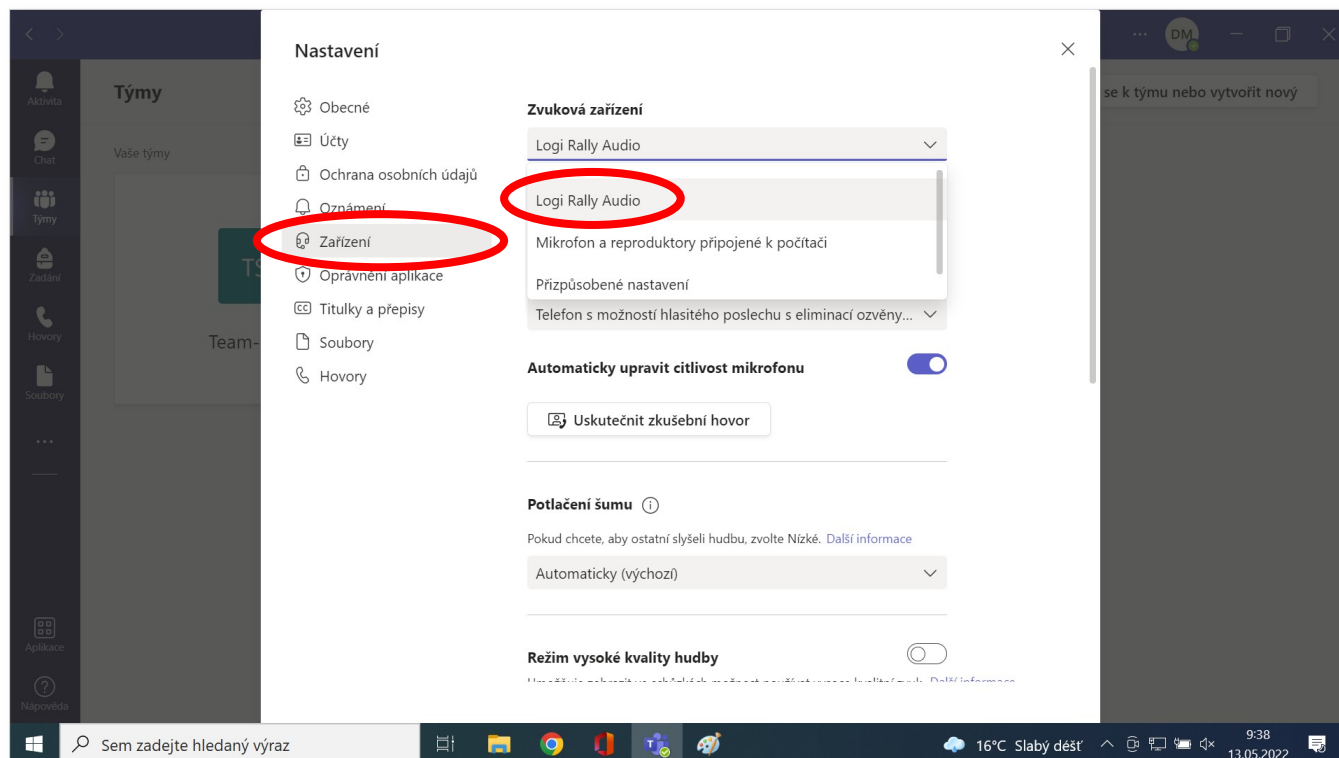 DM
Nastavení
Aktivita
Týmy
se k týmu nebo vytvořit nový
Chat
Vaše týmy
Týmy
Zadání
TS
Hovory
Team-
Soubory
Aplikace
Nápověda
Obecné
Účty
Ochrana osobních údajů
Oznámení
Zařízení
Oprávnění aplikace
CC Titulky a přepisy
Soubory
Hovory
Zvuková zařízení
Logi Rally Audio
Logi Rally Audio
Mikrofon a reproduktory připojené k počítači
Přizpůsobené nastavení
Telefon s možností hlasitého poslechu s eliminací ozvěny...
Automaticky upravit citlivost mikrofonu
Uskutečnit zkušební hovor
Potlačení šumu
Pokud chcete, aby ostatní slyšeli hudbu, zvolte Nízké. Další informace
Automaticky (výchozí)
Režim vysoké kvality hudby
Sem zadejte hledaný výraz
16°C Slabý déšť
9:38
13.05.2022